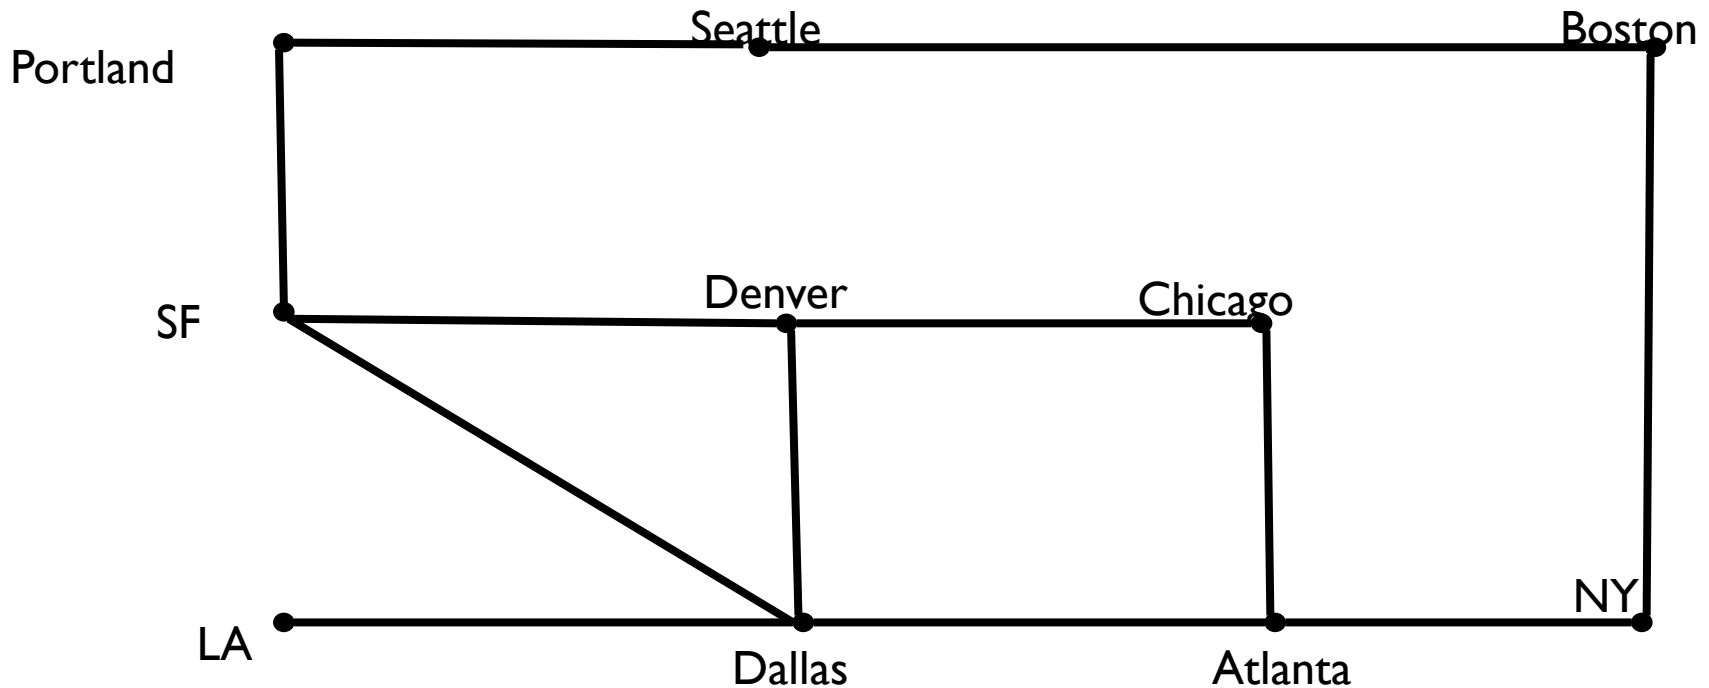 Seattle
Boston
Portland
Denver
Chicago
SF
NY
LA
Dallas
Atlanta